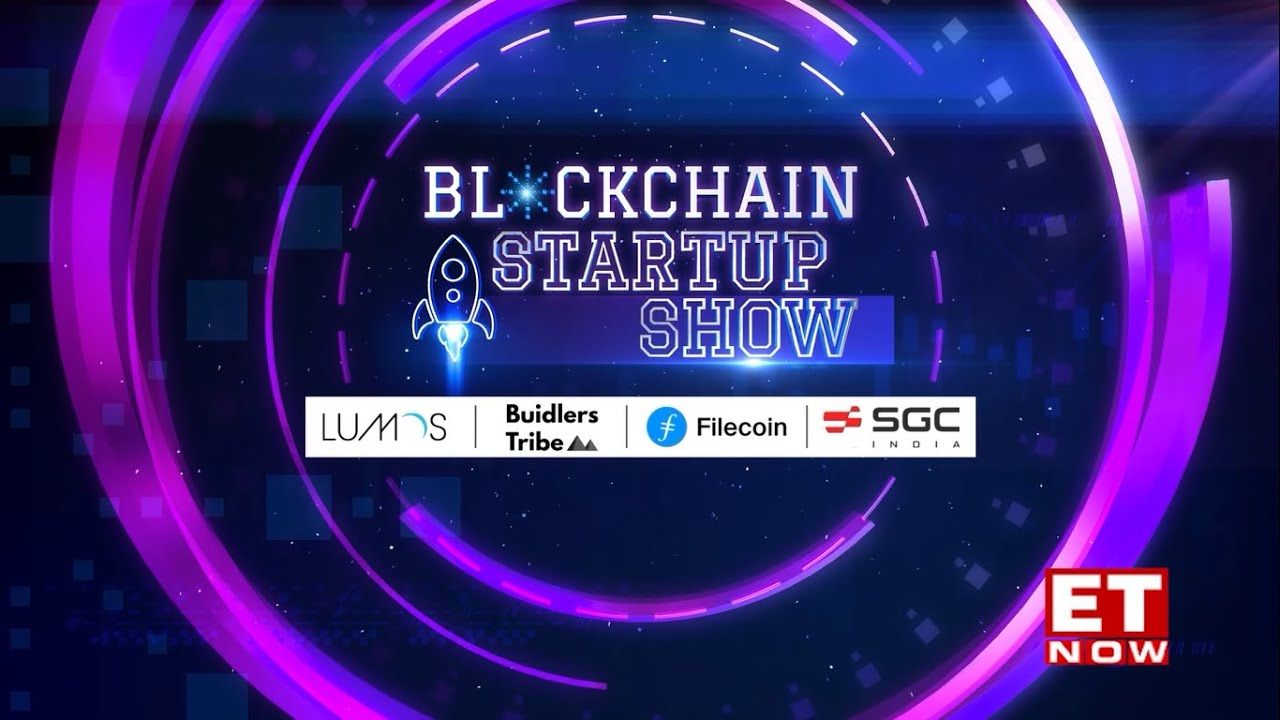 BLOCKCHAIN
STARTUP
SHOW
LUMOS
Buidlers
Tribe
Filecoin
SGC
INDIA
ET
NOW